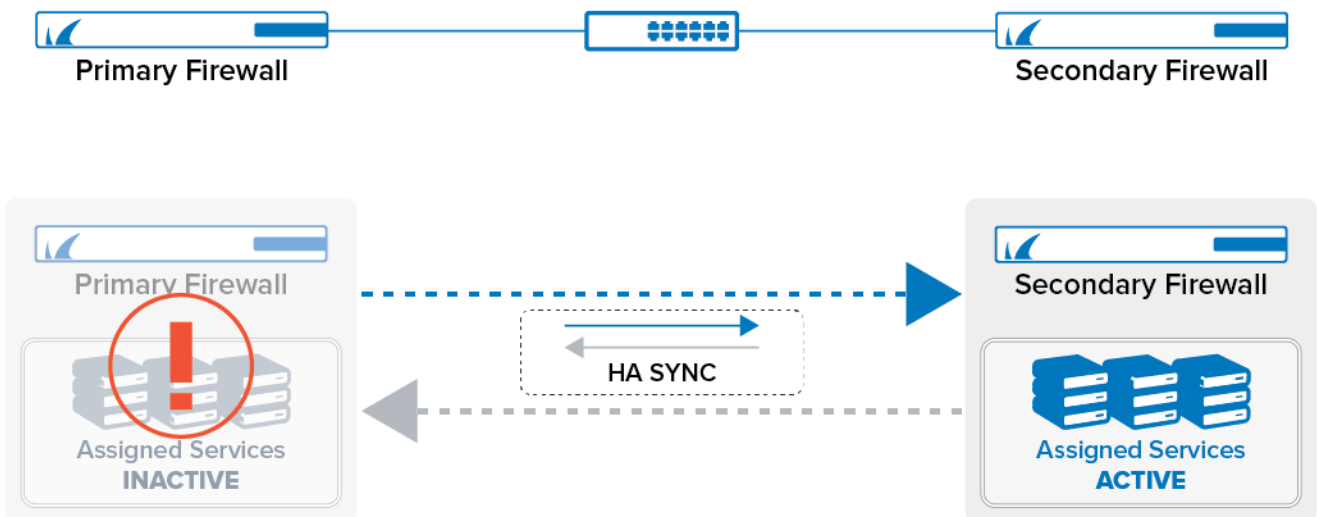 Primary Firewall
Secondary Firewall
Primary Firewall
Secondary Firewall
HA SYNC
Assigned Services
INACTIVE
Assigned Services
ACTIVE